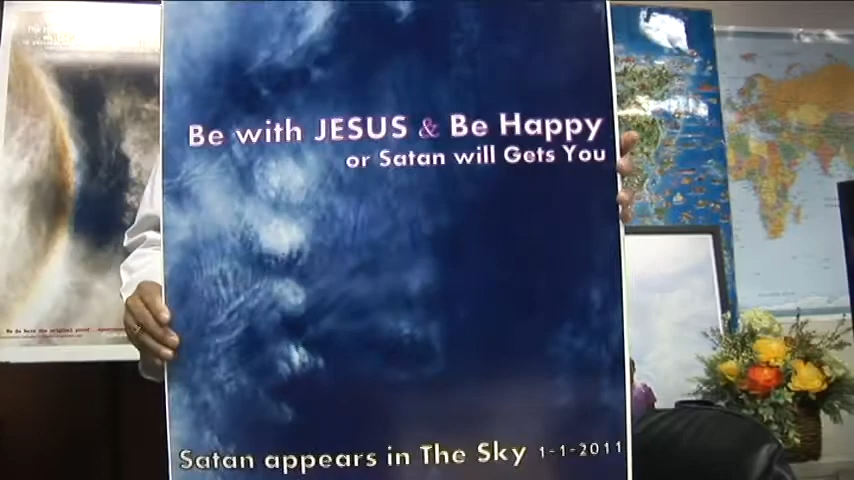 Be with JESUS & Be Happy
or Satan will Gets You
Satan appears in The Sky 1-1-2011